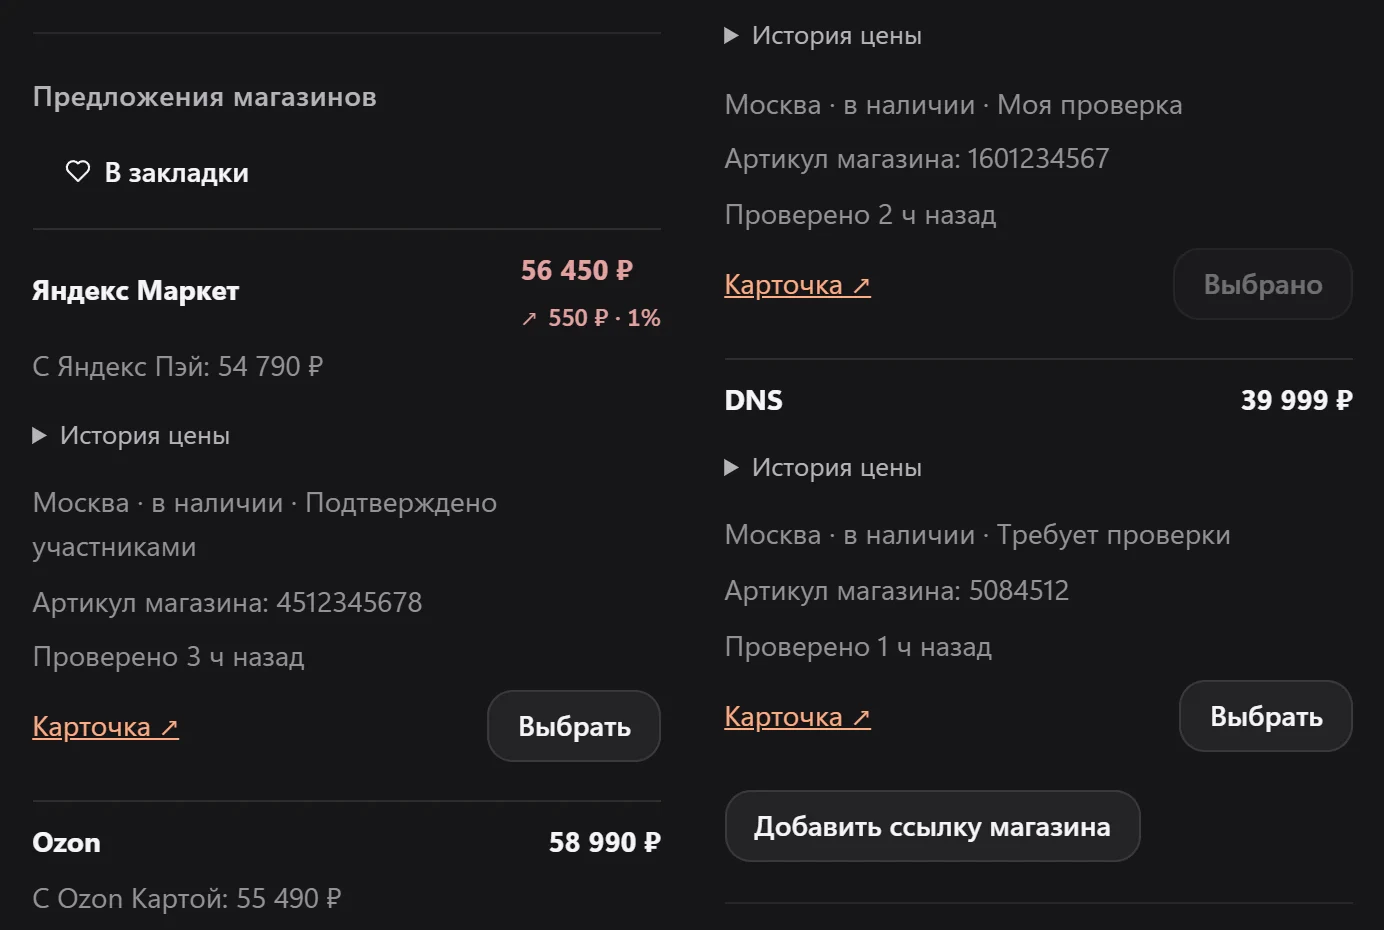 Предложения магазинов
В закладки
Яндекс Маркет
56 450 ₽
↗ 550 ₽ · 1%
С Яндекс Пэй: 54 790 ₽
▶ История цены
Москва · в наличии · Подтверждено
участниками
Артикул магазина: 4512345678
Проверено 3 ч назад
Карточка ↗
Выбрать
Ozon
58 990 ₽
С Ozon Картой: 55 490 ₽
▶ История цены
Москва · в наличии · Моя проверка
Артикул магазина: 1601234567
Проверено 2 ч назад
Карточка ↗
Выбрано
DNS
39 999 ₽
▶ История цены
Москва · в наличии · Требует проверки
Артикул магазина: 5084512
Проверено 1 ч назад
Карточка ↗
Выбрать
Добавить ссылку магазина